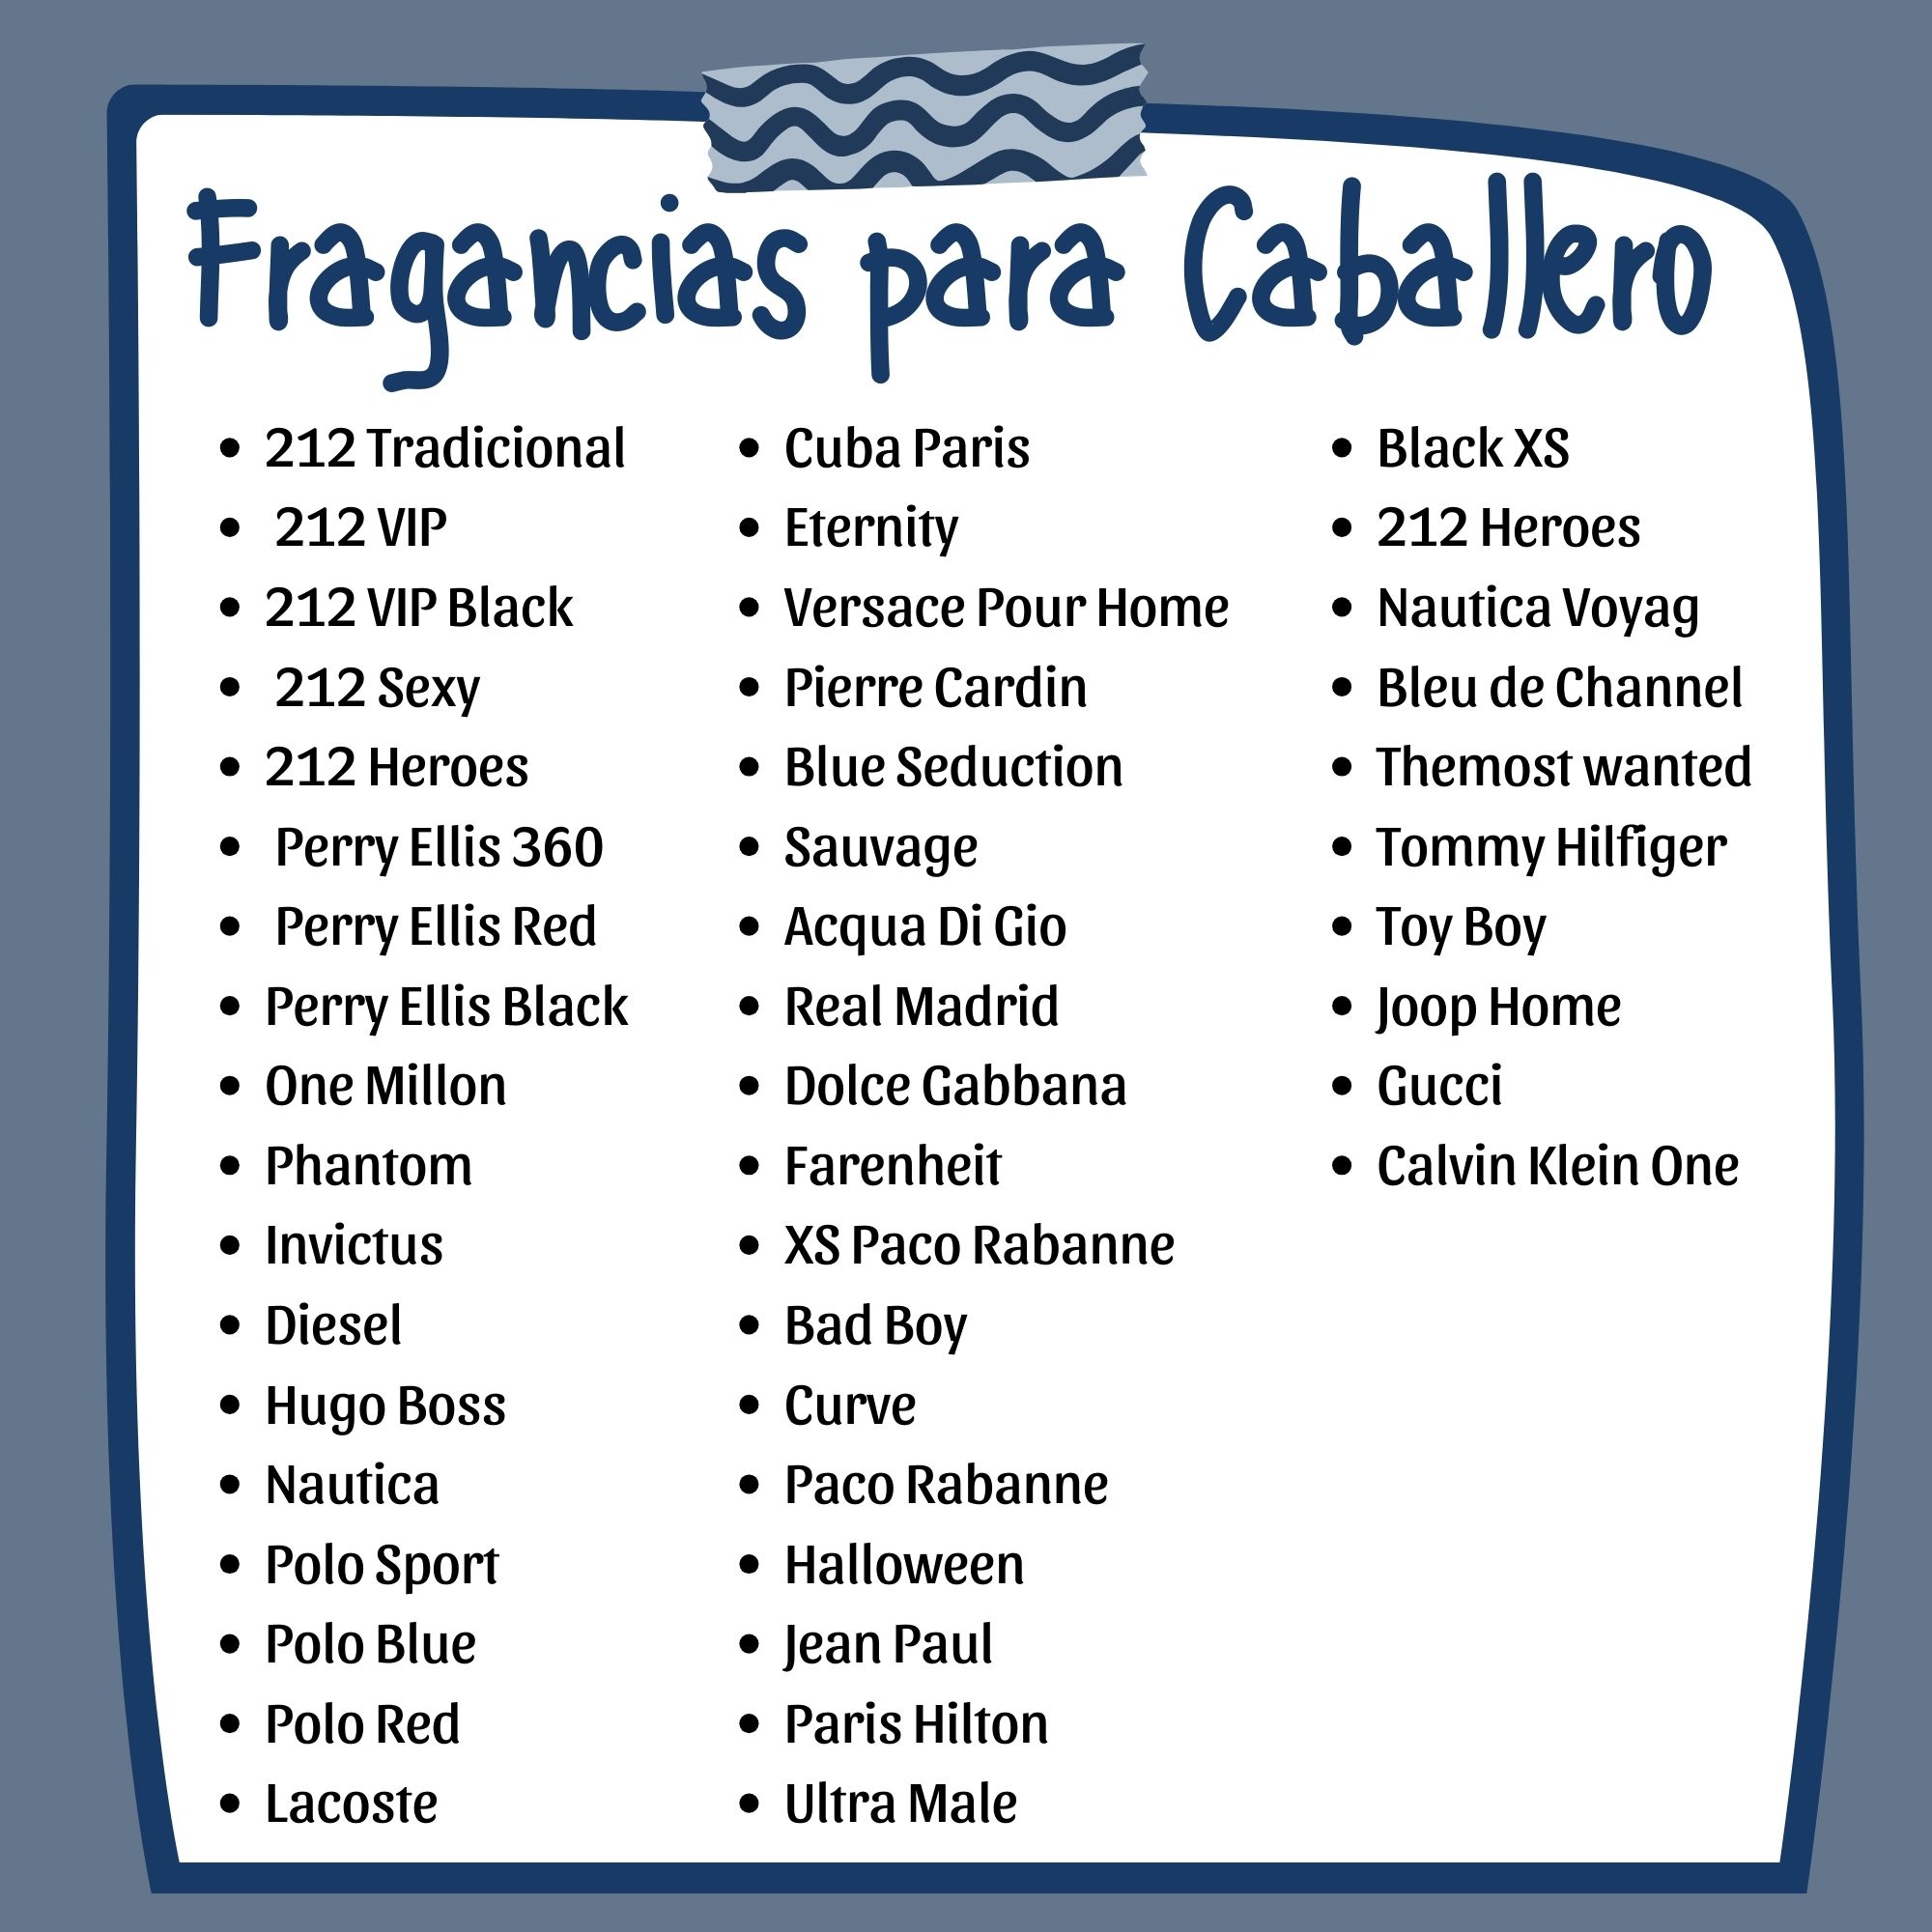 Fragancias para Caballero
212 Tradicional
212 VIP
212 VIP Black
212 Sexy
212 Heroes
Perry Ellis 360
Perry Ellis Red
Perry Ellis Black
One Millon
Phantom
Invictus
Diesel
Hugo Boss
Nautica
Polo Sport
Polo Blue
Polo Red
Lacoste
Cuba Paris
Eternity
Versace Pour Home
Pierre Cardin
Blue Seduction
Sauvage
Acqua Di Gio
Real Madrid
Dolce Gabbana
Farenheit
XS Paco Rabanne
Bad Boy
Curve
Paco Rabanne
Halloween
Jean Paul
Paris Hilton
Ultra Male
Black XS
212 Heroes
Nautica Voyag
Bleu de Channel
Themost wanted
Tommy Hilfiger
Toy Boy
Joop Home
Gucci
Calvin Klein One